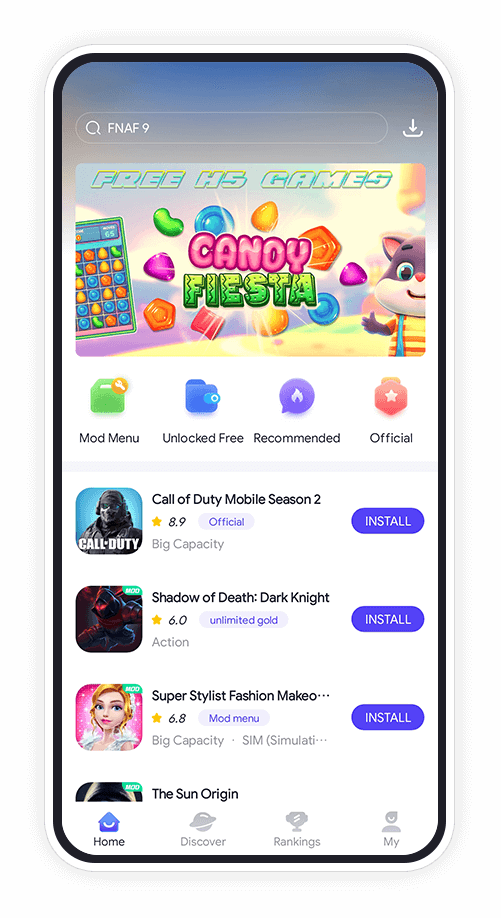 FNAF 9
FREE H5 GAMES
CANDY
FIESTA
Mod Menu
Unlocked Free
Recommended
Official
Call of Duty Mobile Season 2
8.9
Official
INSTALL
Big Capacity
CALL·DUTY
MOD
Shadow of Death: Dark Knight
6.0
unlimited gold
INSTALL
Action
MOD
Super Stylist Fashion Makeo···
6.8
Mod menu
INSTALL
Big Capacity · SIM (Simulati···
MOD
The Sun Origin
Home
Discover
Rankings
My